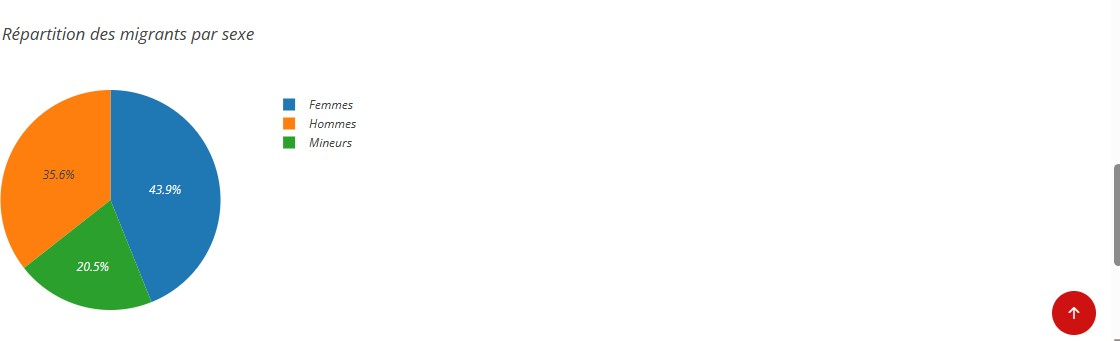 Répartition des migrants par sexe
Femmes
Hommes
Mineurs
35.6%
43.9%
20.5%